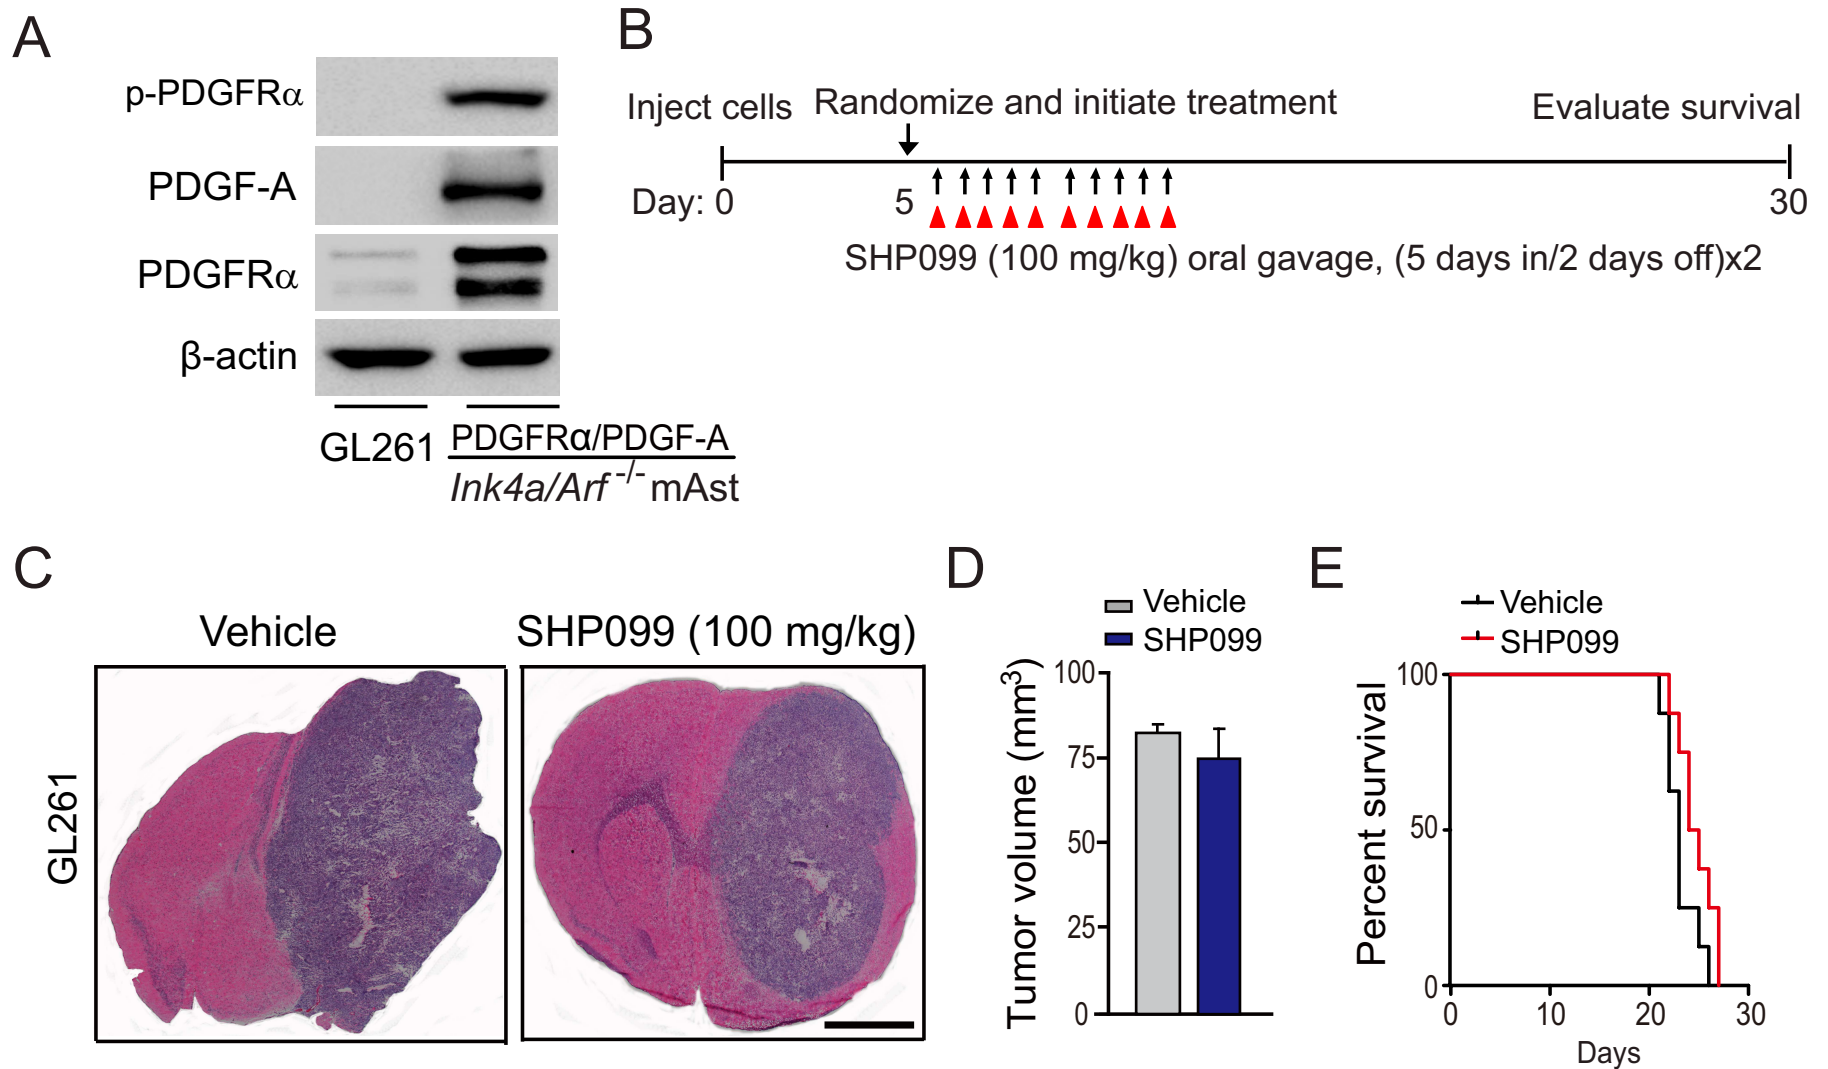 A
p-PDGFRα
PDGF-A
PDGFRα
β-actin
GL261
PDGFRα/PDGF-A
Ink4a/Arf -/- mAst
B
Inject cells
Randomize and initiate treatment
Evaluate survival
Day: 0
5
30
SHP099 (100 mg/kg) oral gavage, (5 days in/2 days off)x2
C
Vehicle
SHP099 (100 mg/kg)
GL261
D
Vehicle
SHP099
Tumor volume (mm³)
100
75
50
25
0
E
Vehicle
SHP099
Percent survival
100
50
0
0
10
20
30
Days